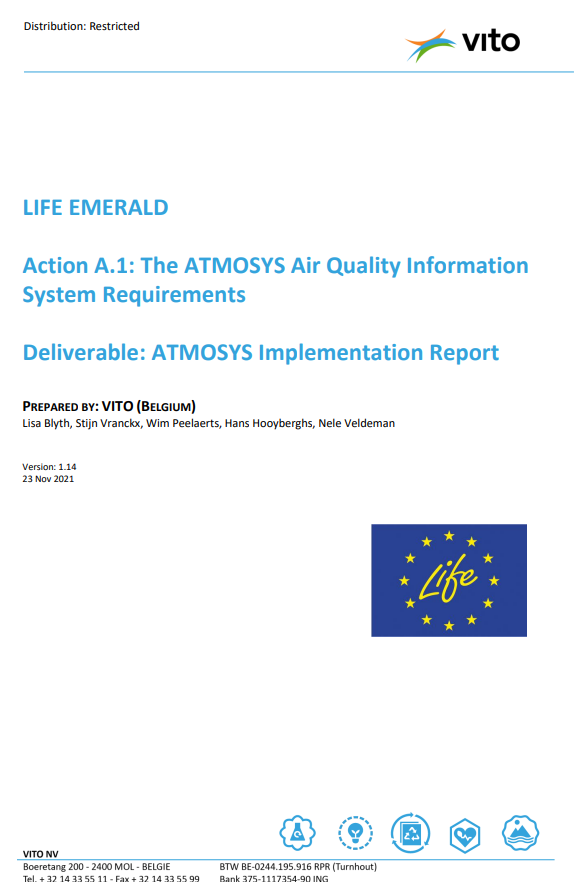 Distribution: Restricted
vito
LIFE EMERALD
Action A.1: The ATMOSYS Air Quality Information
System Requirements
Deliverable: ATMOSYS Implementation Report
PREPARED BY: VITO (BELGIUM)
Lisa Blyth, Stijn Vranckx, Wim Peelaerts, Hans Hooyberghs, Nele Veldeman
Version: 1.14
23 Nov 2021
Life
VITO NV
Boeretang 200 - 2400 MOL - BELGIE BTW BE-0244.195.916 RPR (Turnhout)
Tel. + 32 14 33 55 11 - Fax + 32 14 33 55 99 Bank 375-1117354-90 ING